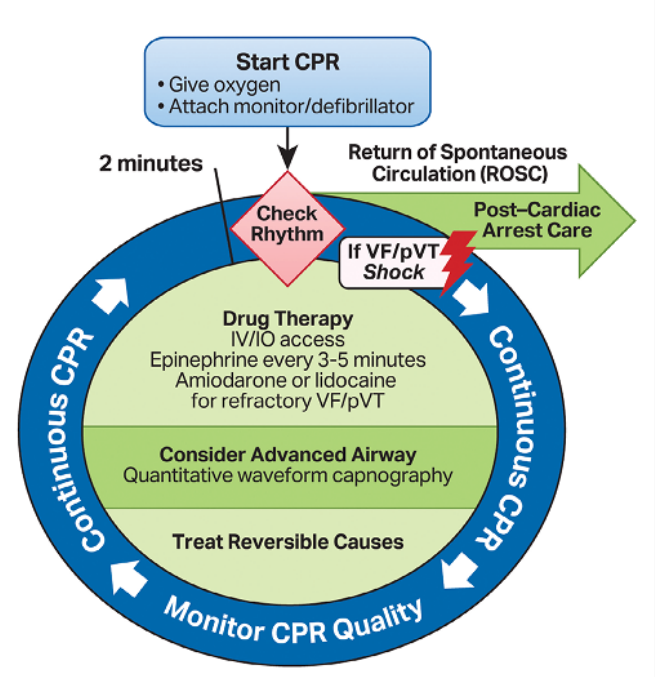 Start CPR
• Give oxygen
• Attach monitor/defibrillator
2 minutes
Return of Spontaneous
Circulation (ROSC)
Check
Rhythm
Post–Cardiac
Arrest Care
If VF/pVT
Shock
Drug Therapy
IV/IO access
Epinephrine every 3-5 minutes
Amiodarone or lidocaine
for refractory VF/pVT
Consider Advanced Airway
Quantitative waveform capnography
Treat Reversible Causes
Continuous CPR
Monitor CPR Quality
Continuous CPR